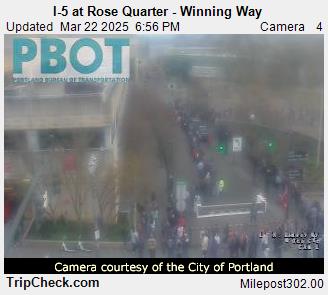 I-5 at Rose Quarter - Winning Way
Updated Mar 22 2025 6:56 PM Camera 4
PBOT
PORTLAND BUREAU OF TRANSPORTATION
Camera courtesy of the City of Portland
TripCheck.com Milepost302.00